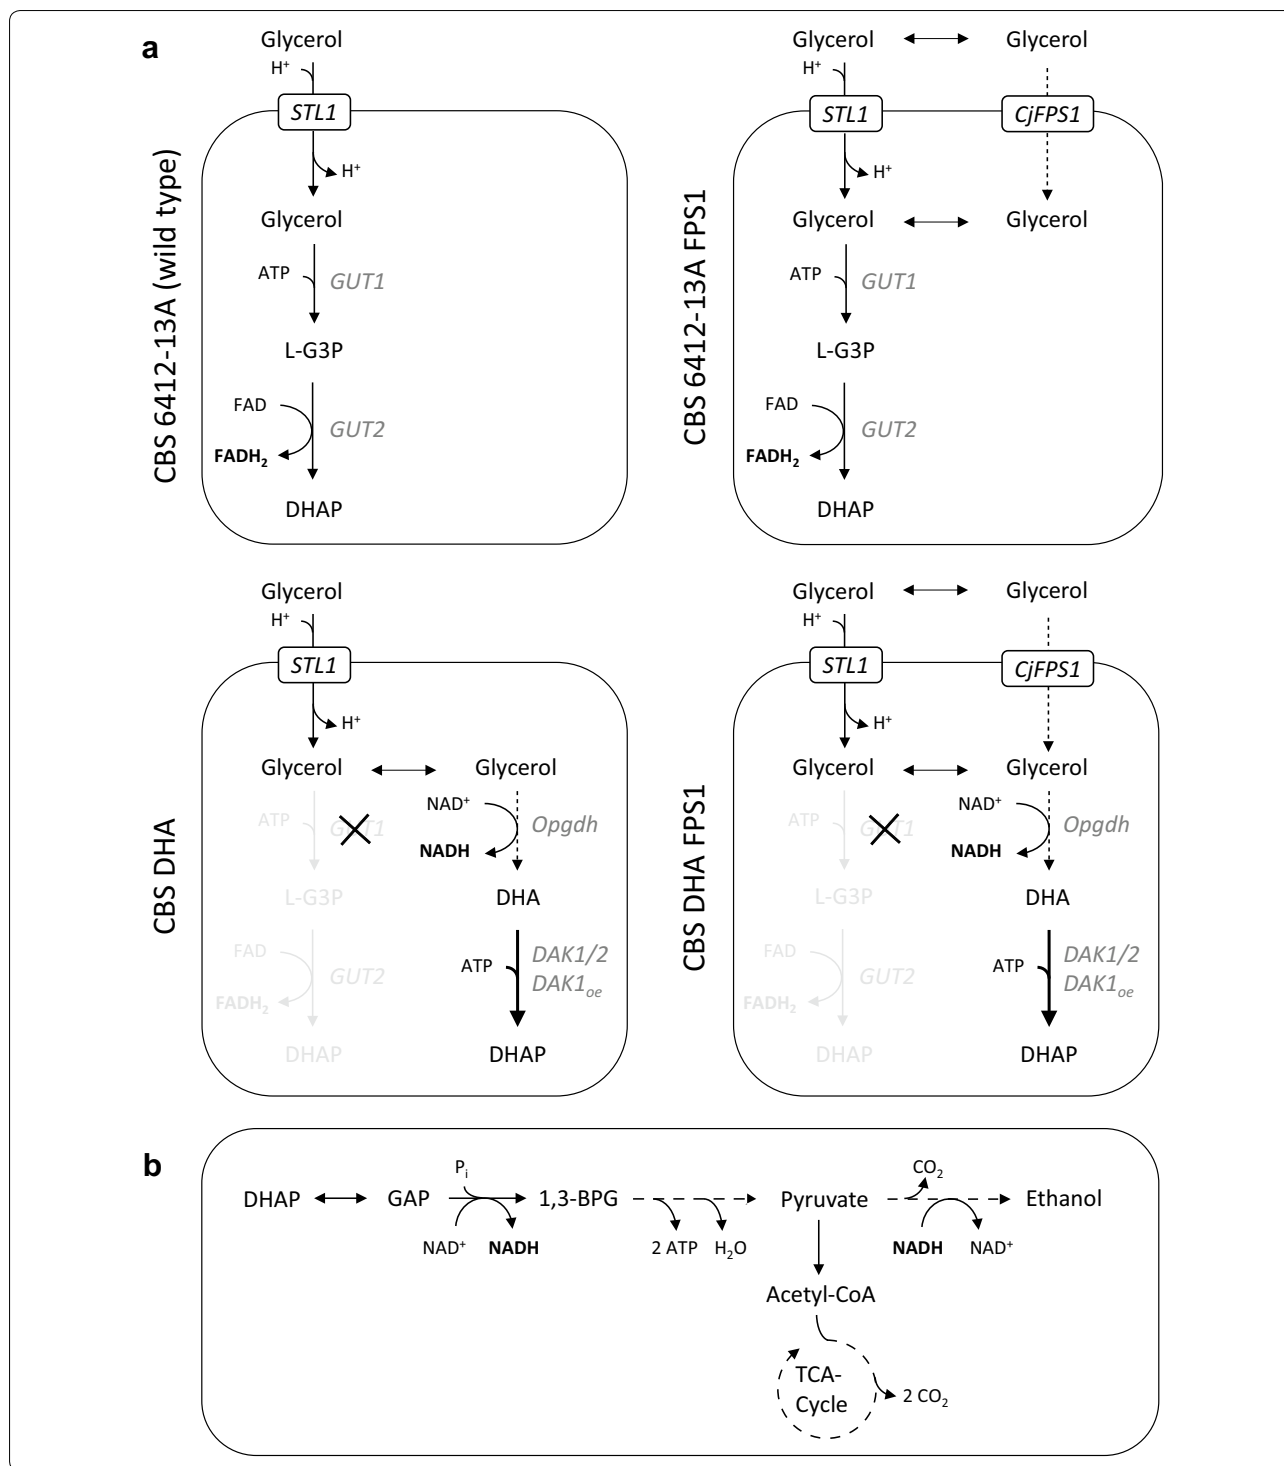 a
CBS 6412-13A (wild type)
Glycerol
H⁺
STL1
H⁺
Glycerol
ATP
GUT1
L-G3P
FAD
GUT2
FADH₂
DHAP
CBS 6412-13A FPS1
Glycerol Glycerol
H⁺
STL1 CjFPS1
H⁺
Glycerol Glycerol
ATP
GUT1
L-G3P
FAD
GUT2
FADH₂
DHAP
CBS DHA
Glycerol
H⁺
STL1
H⁺
Glycerol Glycerol
ATP GUT1 NAD⁺ Opgdh
NADH
L-G3P DHA
FAD GUT2 ATP DAK1/2
FADH₂ DAK1oe
DHAP DHAP
CBS DHA FPS1
Glycerol Glycerol
H⁺
STL1 CjFPS1
H⁺
Glycerol Glycerol
ATP GUT1 NAD⁺ Opgdh
NADH
L-G3P DHA
FAD GUT2 ATP DAK1/2
FADH₂ DAK1oe
DHAP DHAP
b
Pᵢ CO₂
DHAP GAP 1,3-BPG Pyruvate Ethanol
NAD⁺ NADH 2 ATP H₂O NADH NAD⁺
Acetyl-CoA
TCA-
Cycle
2 CO₂